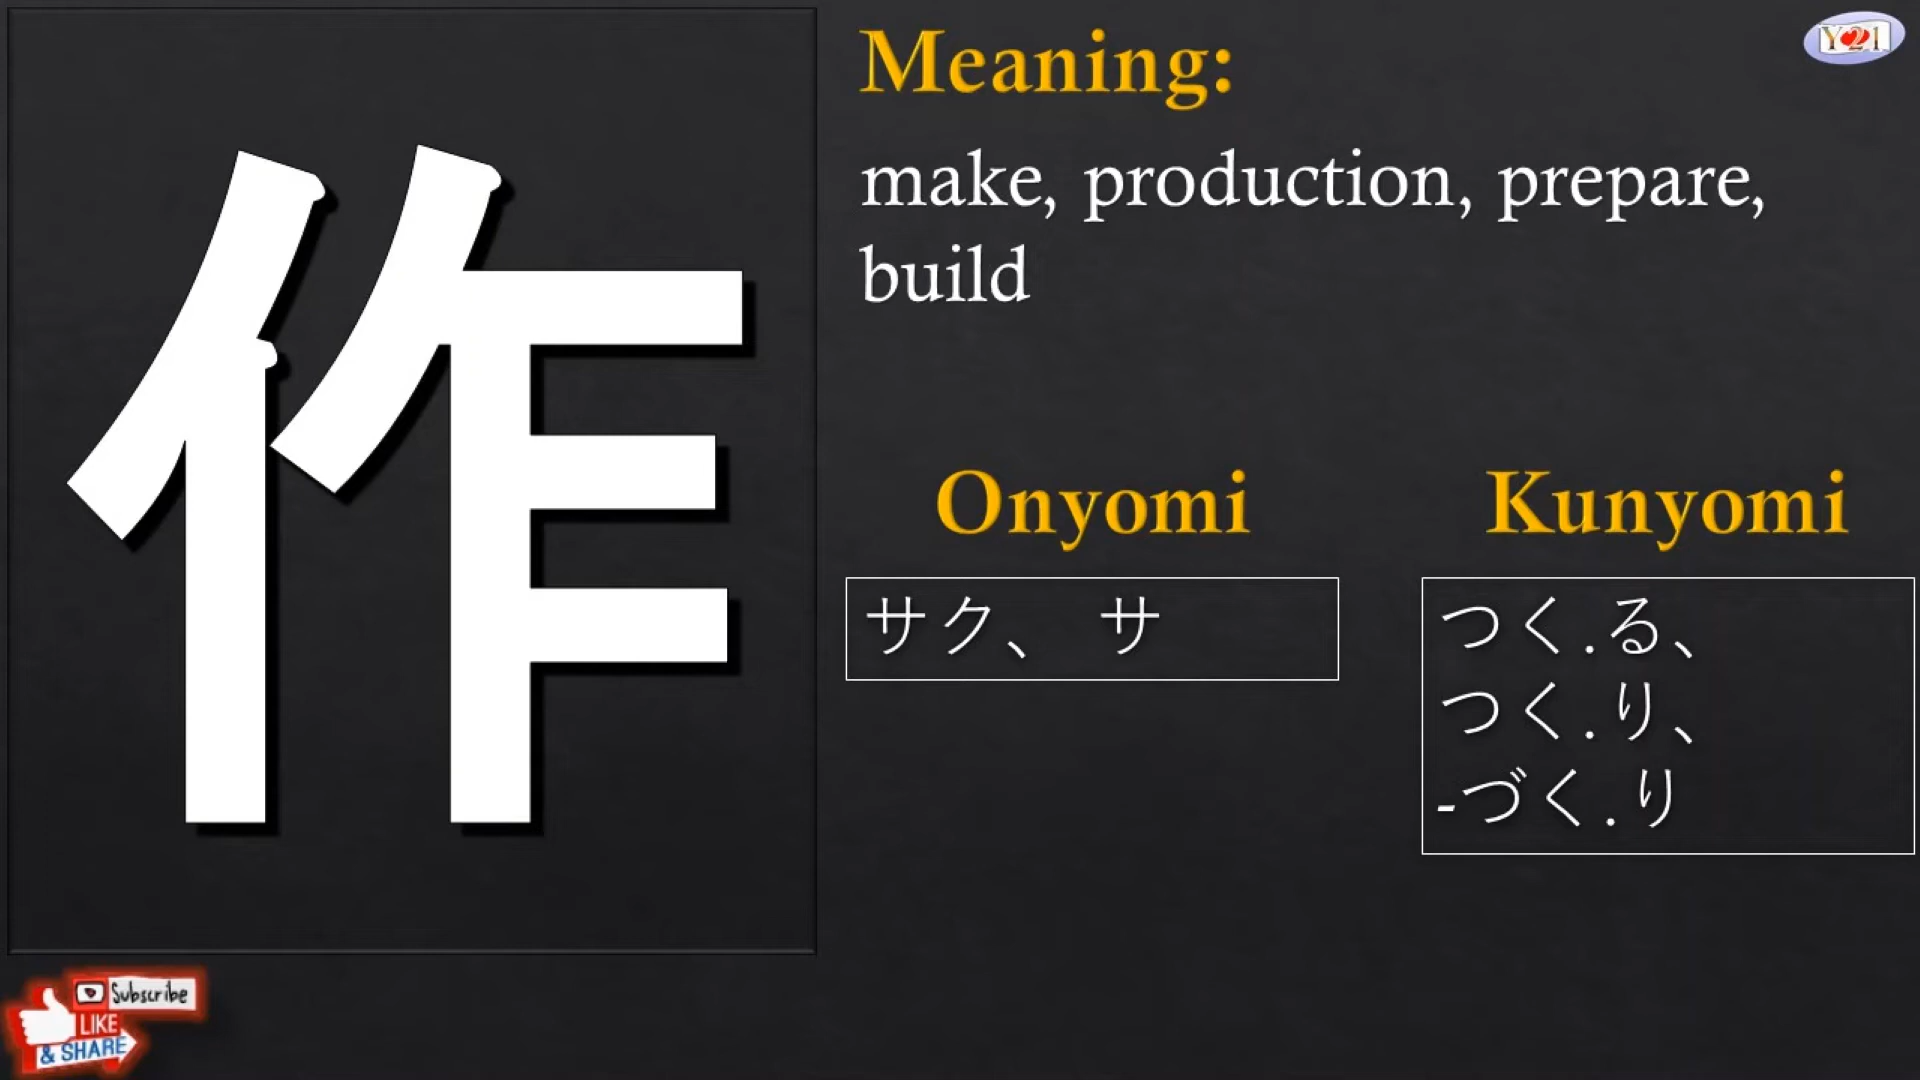 作
Meaning:
make, production, prepare,
build
Onyomi
サク、 サ
Kunyomi
つく.る、
つく.り、
-づく.り
Y21
Subscribe
LIKE
& SHARE